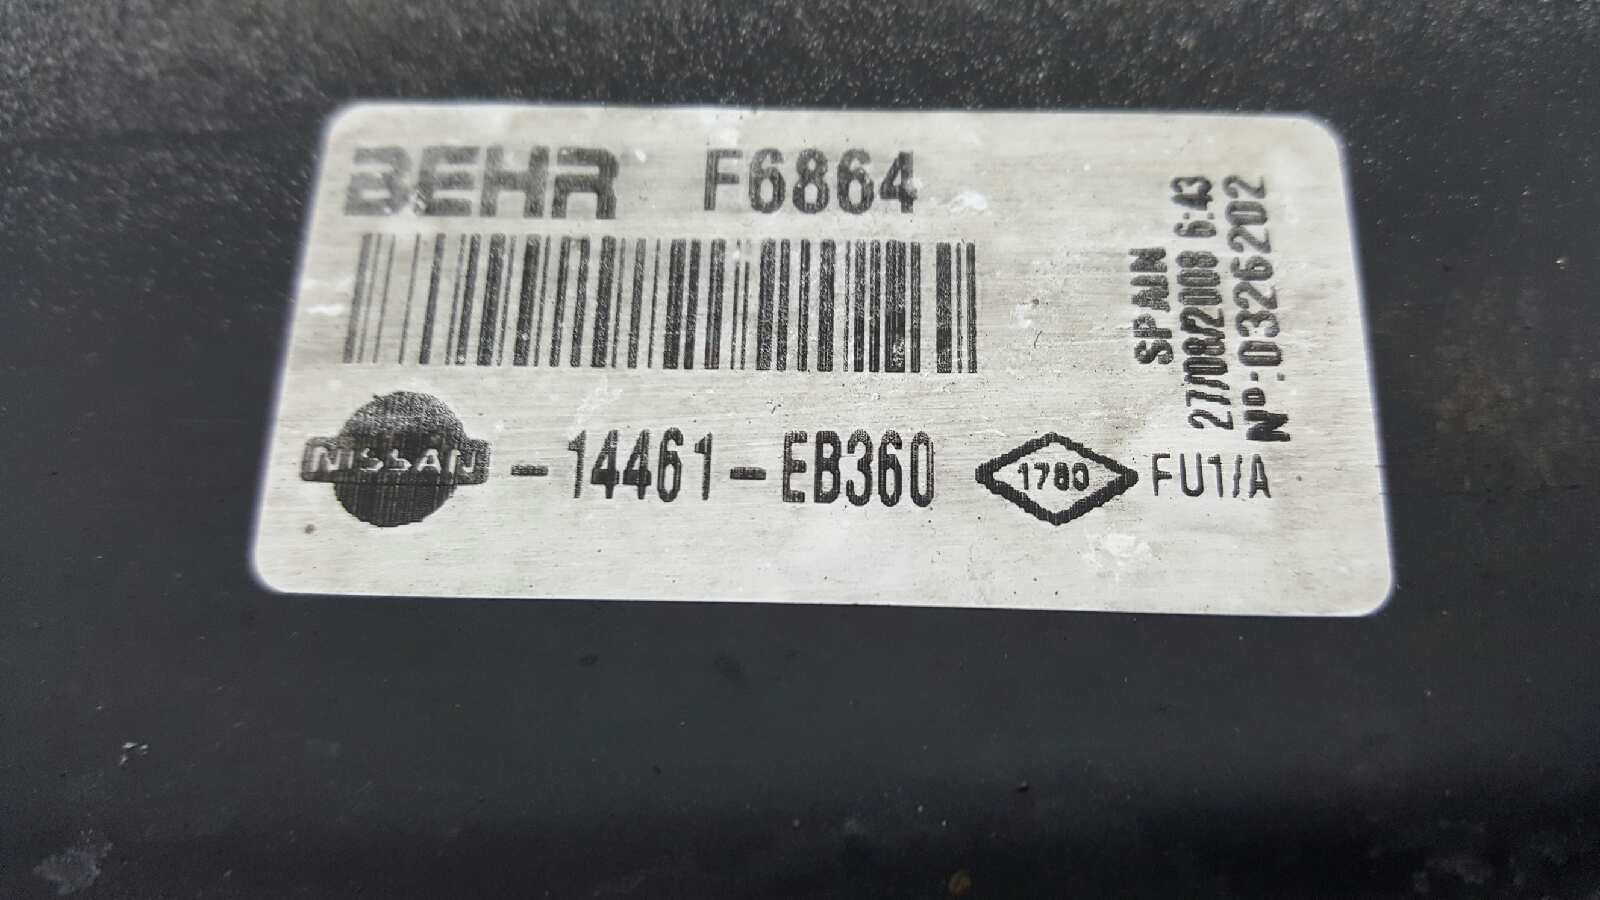 BEHR F6864
NISSAN -14461-EB360 1780 FU1/A
SPAIN
27/08/2008 6:43
Nº:03262202